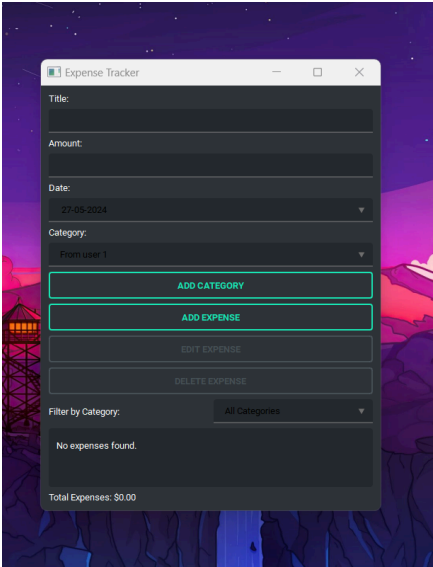 Expense Tracker
Title:
Amount:
Date:
27-05-2024
Category:
From user 1
ADD CATEGORY
ADD EXPENSE
EDIT EXPENSE
DELETE EXPENSE
Filter by Category: All Categories
No expenses found.
Total Expenses: $0.00